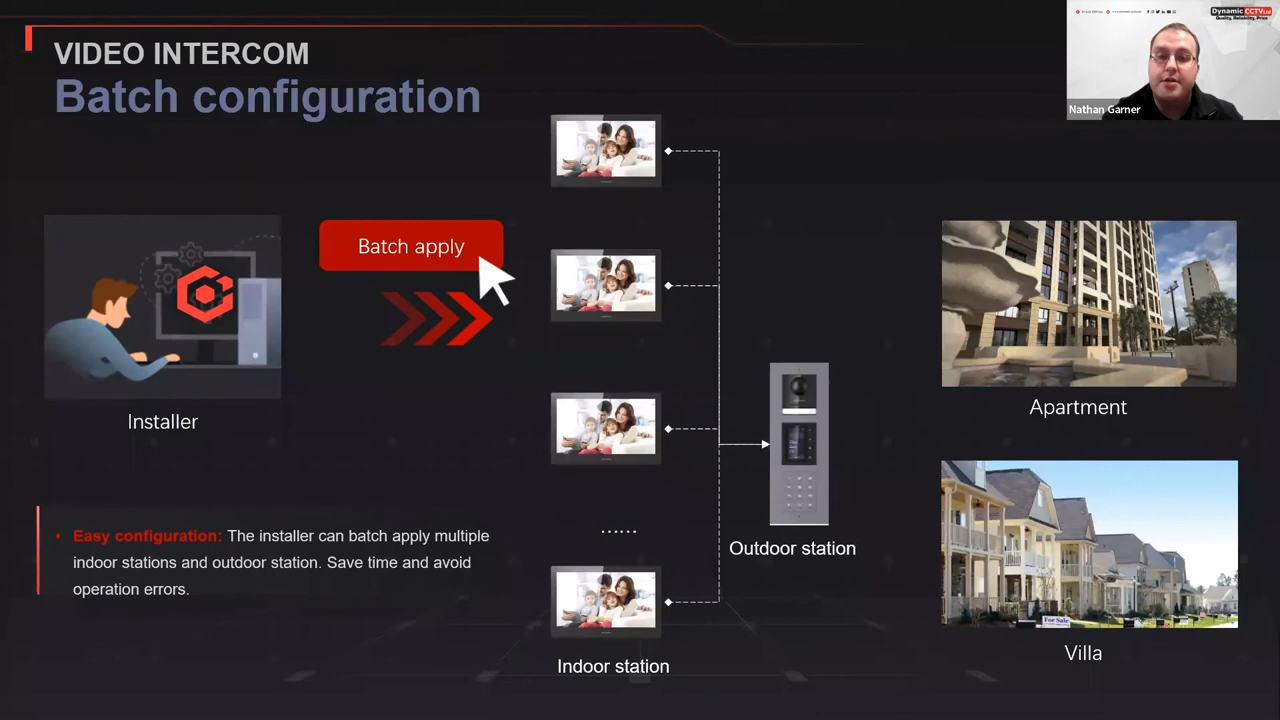 VIDEO INTERCOM
Batch configuration
Dynamic CCTV Ltd
Quality, Reliability, Price
Nathan Garner
Batch apply
Installer
Apartment
• Easy configuration: The installer can batch apply multiple
indoor stations and outdoor station. Save time and avoid
operation errors.
......
Outdoor station
Indoor station
For Sale
Villa